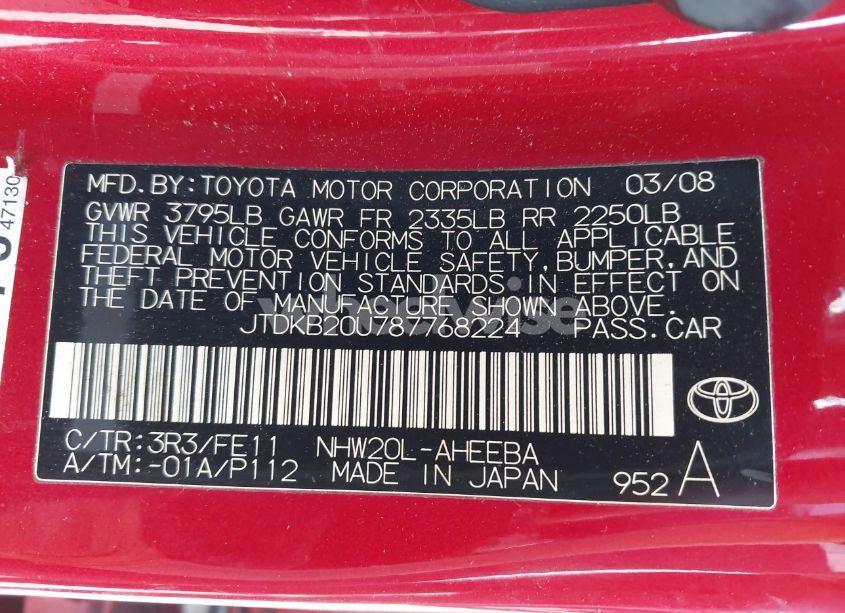 MFD.BY:TOYOTA MOTOR CORPORATION 03/08
GVWR 3795LB GAWR FR 2335LB RR 2250LB
THIS VEHICLE CONFORMS TO ALL APPLICABLE
FEDERAL MOTOR VEHICLE SAFETY,BUMPER,AND
THEFT PREVENTION STANDARDS IN EFFECT ON
THE DATE OF MANUFACTURE SHOWN ABOVE.
JTDKB20U787768224 PASS.CAR
C/TR:3R3/FE11 NHW20L-AHEEBA
A/TM:-01A/P112 MADE IN JAPAN 952 A
47130